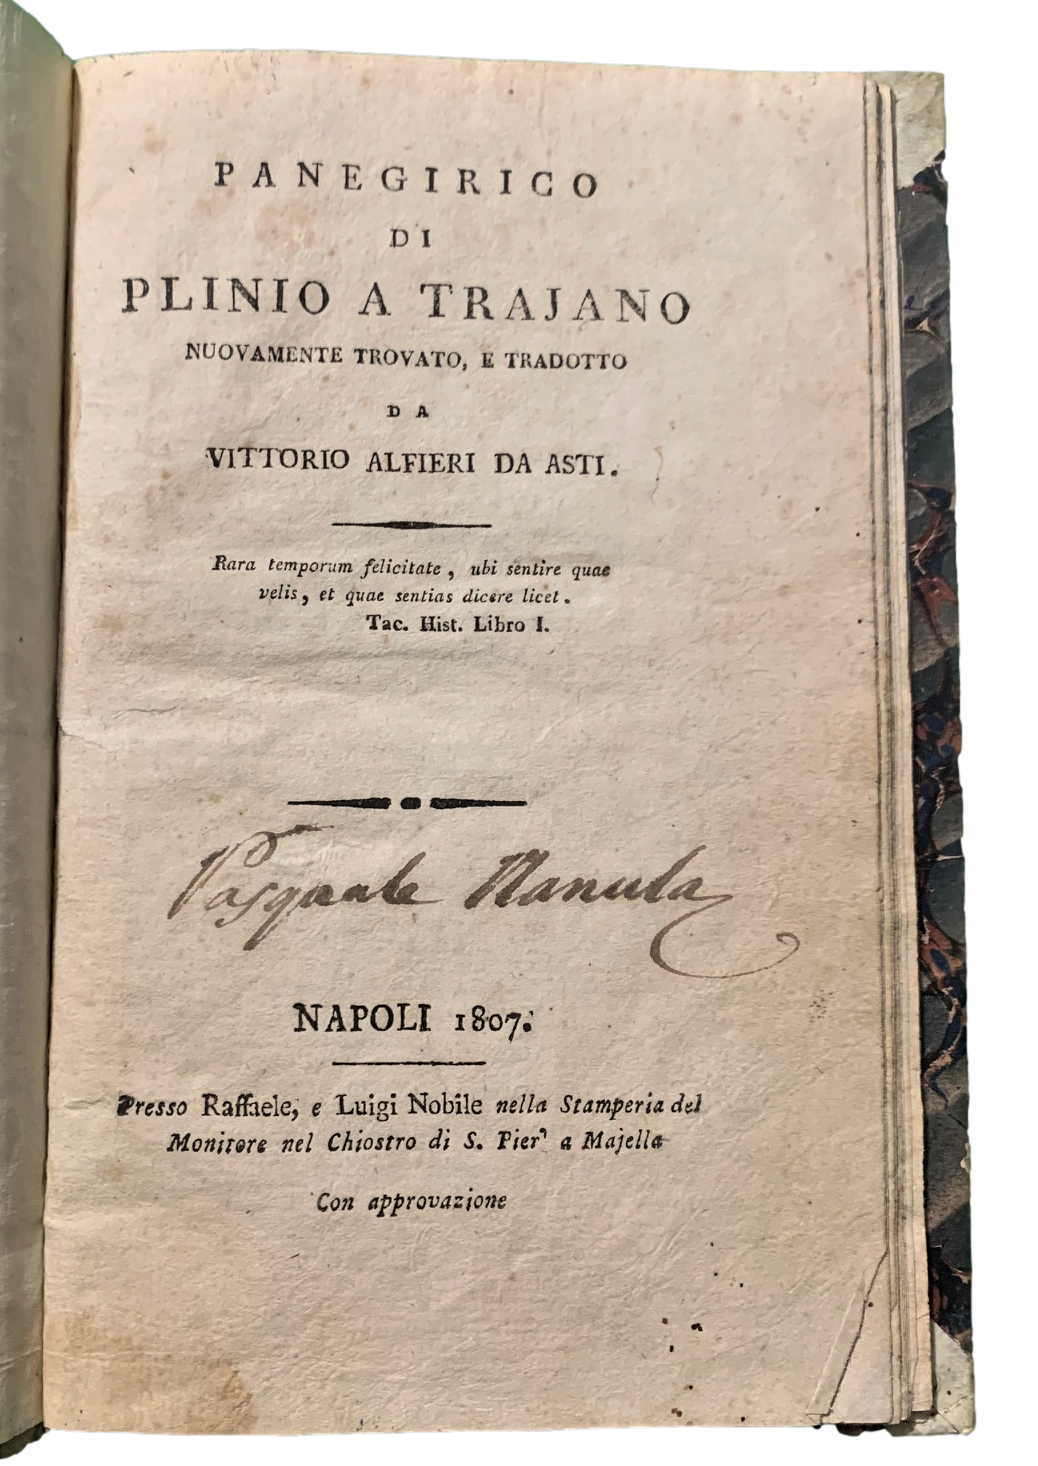 PANEGIRICO
DI
PLINIO A TRAJANO
NUOVAMENTE TROVATO, E TRADOTTO
DA
VITTORIO ALFIERI DA ASTI.
Rara temporum felicitate, ubi sentire quae
velis, et quae sentias dicere licet.
Tac. Hist. Libro I.
Pasquale
NAPOLI 1807.
Presso Raffaele, e Luigi Nobile nella Stamperia del
Monitore nel Chiostro di S. Pier' a Majella
Con approvazione